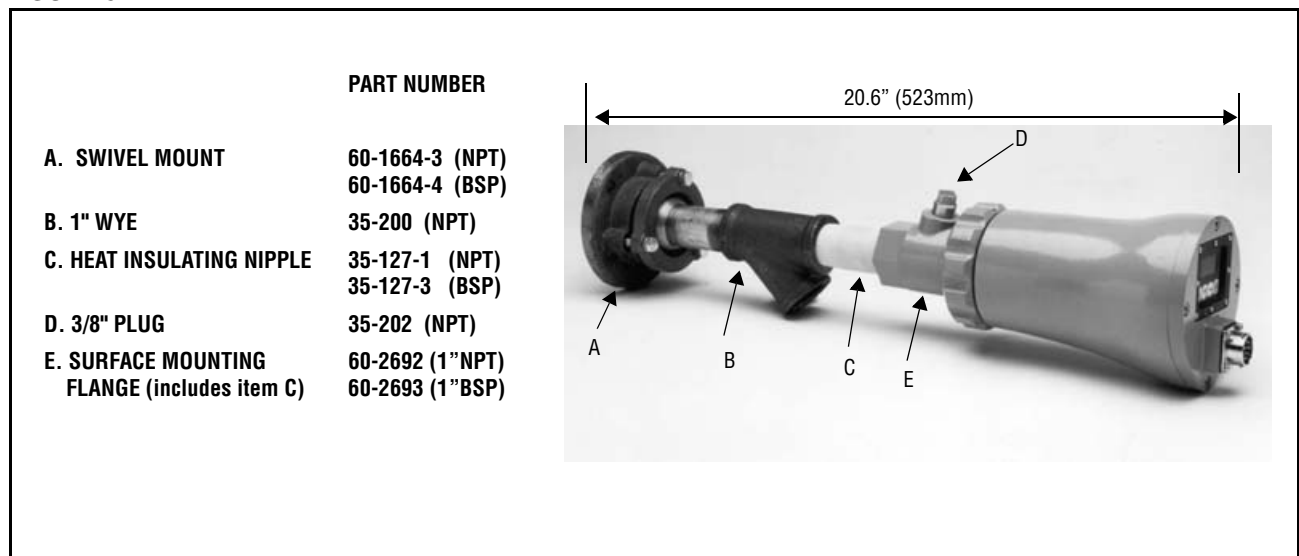 PART NUMBER
A. SWIVEL MOUNT 60-1664-3 (NPT)
60-1664-4 (BSP)
B. 1" WYE 35-200 (NPT)
C. HEAT INSULATING NIPPLE 35-127-1 (NPT)
35-127-3 (BSP)
D. 3/8" PLUG 35-202 (NPT)
E. SURFACE MOUNTING 60-2692 (1”NPT)
FLANGE (includes item C) 60-2693 (1”BSP)
20.6” (523mm)
D
A
B
C
E